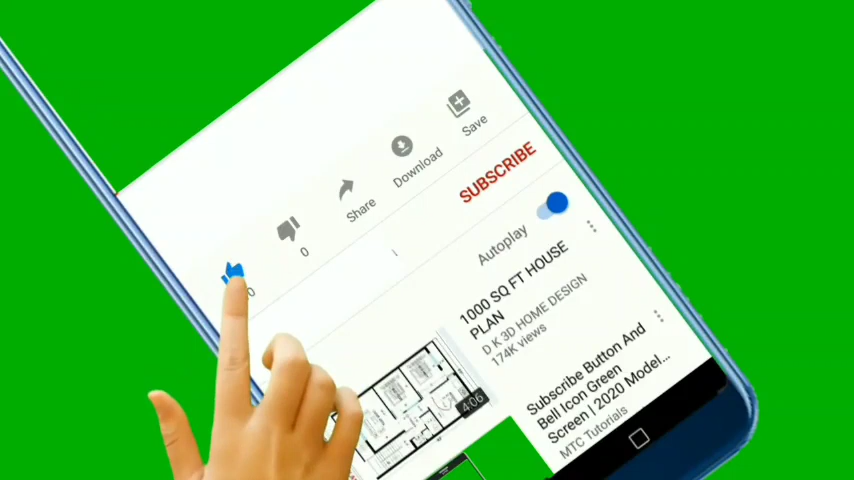 0
0
Share
Download
Save
SUBSCRIBE
Autoplay
1000 SQ FT HOUSE
PLAN
D K 3D HOME DESIGN
174K views
4:06
Subscribe Button And
Bell Icon Green
Screen | 2020 Model...
MTC Tutorials